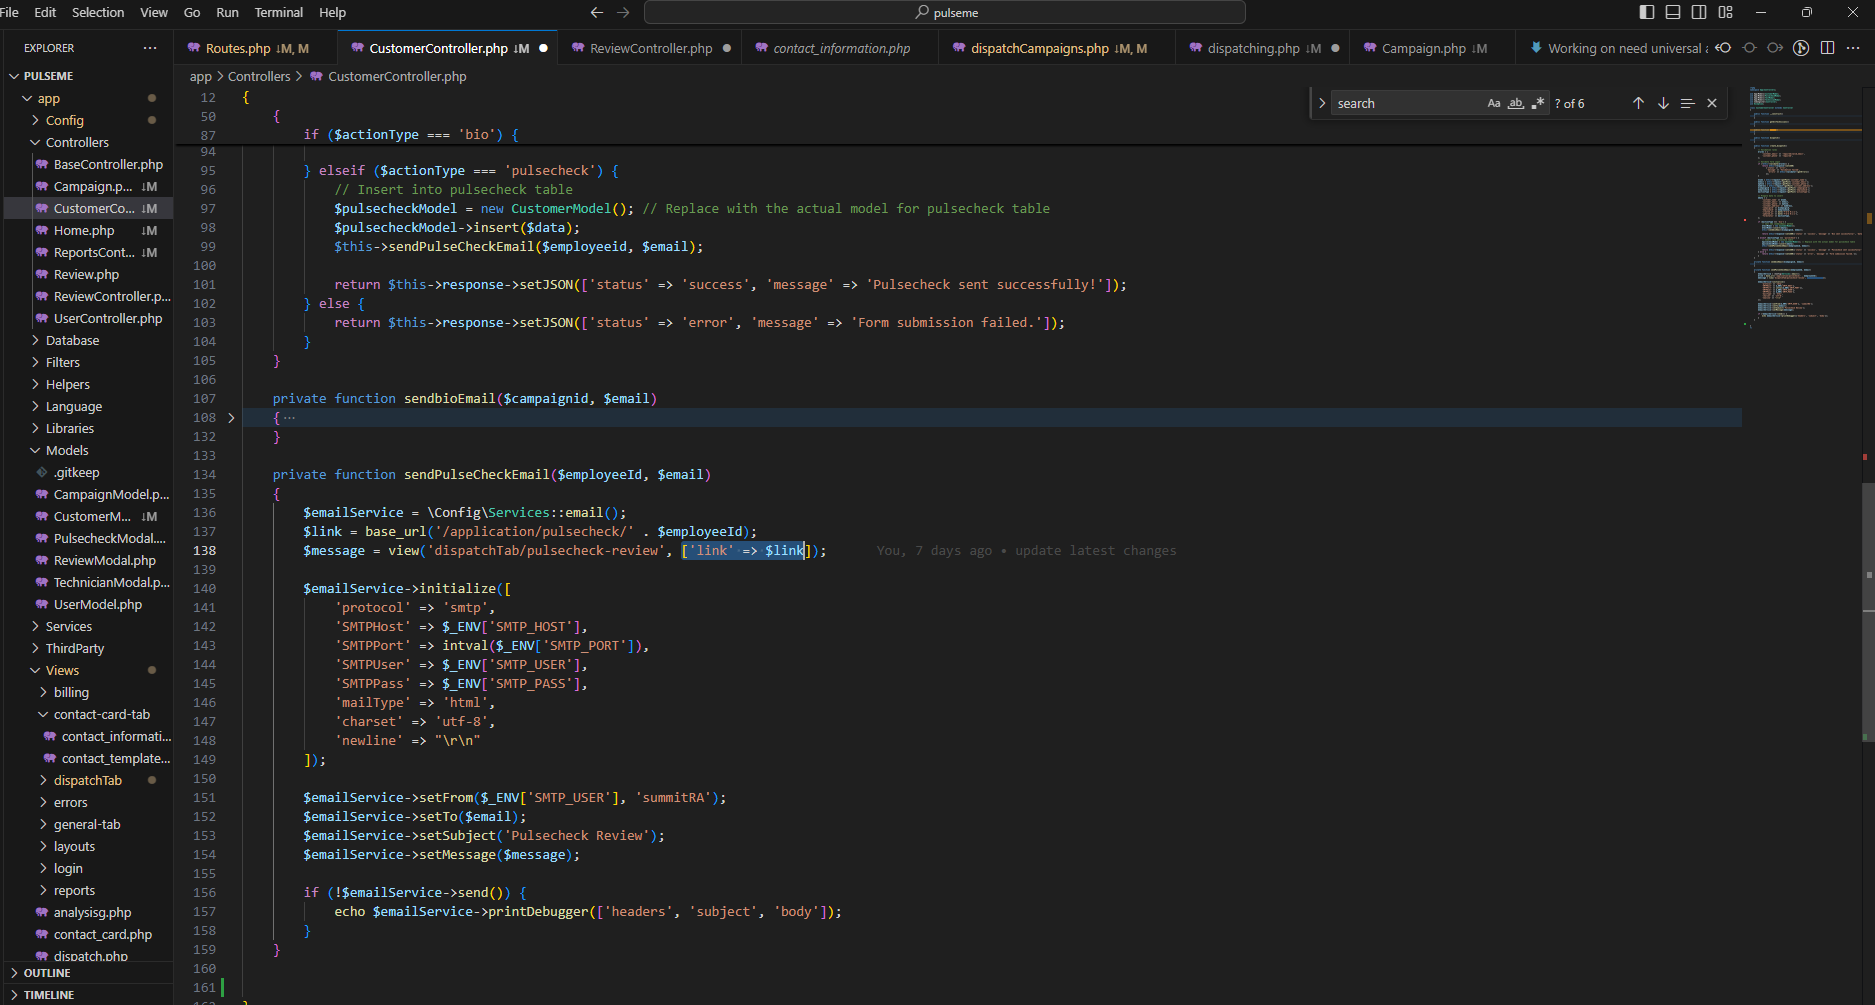 File Edit Selection View Go Run Terminal Help
pulseme
EXPLORER
Routes.php ↓M, M
CustomerController.php ↓M
ReviewController.php
contact_information.php
dispatchCampaigns.php ↓M, M
dispatching.php ↓M
Campaign.php ↓M
Working on need universal
app > Controllers > CustomerController.php
search
Aa ab .*
? of 6
PULSEME
app
Config
Controllers
BaseController.php
Campaign.p... ↓M
CustomerCo... ↓M
Home.php ↓M
ReportsCont... ↓M
Review.php
ReviewController.p...
UserController.php
Database
Filters
Helpers
Language
Libraries
Models
.gitkeep
CampaignModel.p...
CustomerM... ↓M
PulsecheckModal....
ReviewModal.php
TechnicianModal.p...
UserModel.php
Services
ThirdParty
Views
billing
contact-card-tab
contact_informati...
contact_template...
dispatchTab
errors
general-tab
layouts
login
reports
analysisg.php
contact_card.php
dispatch.php
OUTLINE
TIMELINE
12 {
50 {
87 if ($actionType === 'bio') {
94
95 } elseif ($actionType === 'pulsecheck') {
96 // Insert into pulsecheck table
97 $pulsecheckModel = new CustomerModel(); // Replace with the actual model for pulsecheck table
98 $pulsecheckModel->insert($data);
99 $this->sendPulseCheckEmail($employeeid, $email);
100
101 return $this->response->setJSON(['status' => 'success', 'message' => 'Pulsecheck sent successfully!']);
102 } else {
103 return $this->response->setJSON(['status' => 'error', 'message' => 'Form submission failed.']);
104 }
105 }
106
107 private function sendbioEmail($campaignid, $email)
108 { ...
132 }
133
134 private function sendPulseCheckEmail($employeeId, $email)
135 {
136 $emailService = \Config\Services::email();
137 $link = base_url('/application/pulsecheck/' . $employeeId);
138 $message = view('dispatchTab/pulsecheck-review', ['link' => $link]); You, 7 days ago • update latest changes
139
140 $emailService->initialize([
141 'protocol' => 'smtp',
142 'SMTPHost' => $_ENV['SMTP_HOST'],
143 'SMTPPort' => intval($_ENV['SMTP_PORT']),
144 'SMTPUser' => $_ENV['SMTP_USER'],
145 'SMTPPass' => $_ENV['SMTP_PASS'],
146 'mailType' => 'html',
147 'charset' => 'utf-8',
148 'newline' => "\r\n"
149 ]);
150
151 $emailService->setFrom($_ENV['SMTP_USER'], 'summitRA');
152 $emailService->setTo($email);
153 $emailService->setSubject('Pulsecheck Review');
154 $emailService->setMessage($message);
155
156 if (!$emailService->send()) {
157 echo $emailService->printDebugger(['headers', 'subject', 'body']);
158 }
159 }
160
161